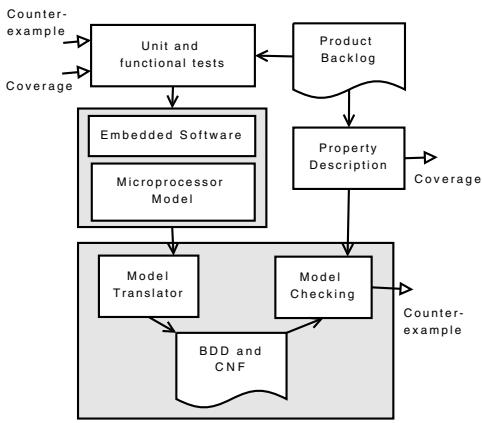 Counter-
example
Coverage
Unit and
functional tests
Product
Backlog
Embedded Software
Microprocessor
Model
Property
Description
Coverage
Model
Translator
Model
Checking
Counter-
example
BDD and
CNF